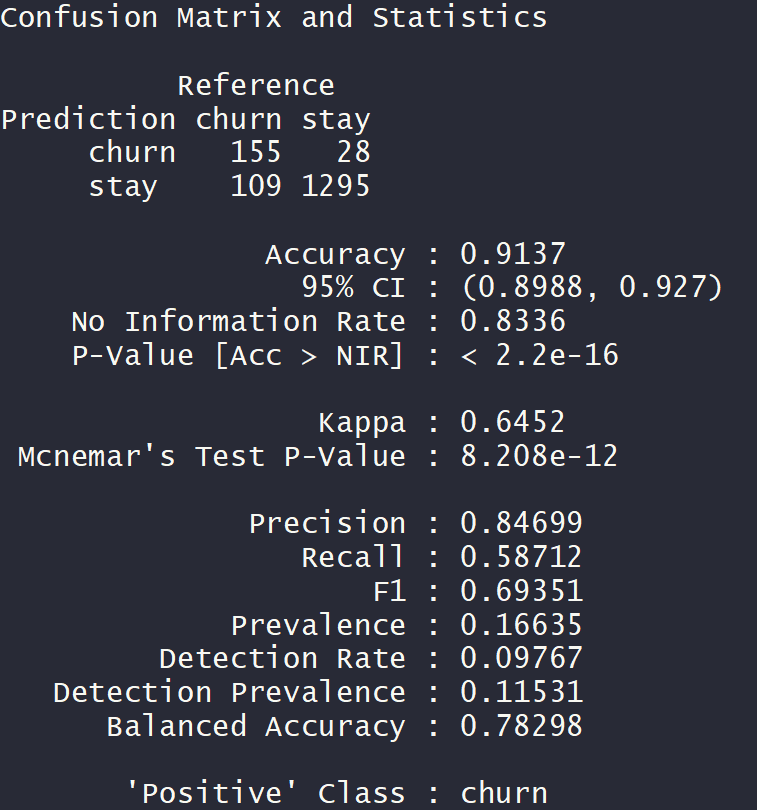 Confusion Matrix and Statistics
Reference
Prediction churn stay
churn 155 28
stay 109 1295
Accuracy : 0.9137
95% CI : (0.8988, 0.927)
No Information Rate : 0.8336
P-Value [Acc > NIR] : < 2.2e-16
Kappa : 0.6452
Mcnemar's Test P-Value : 8.208e-12
Precision : 0.84699
Recall : 0.58712
F1 : 0.69351
Prevalence : 0.16635
Detection Rate : 0.09767
Detection Prevalence : 0.11531
Balanced Accuracy : 0.78298
'Positive' Class : churn